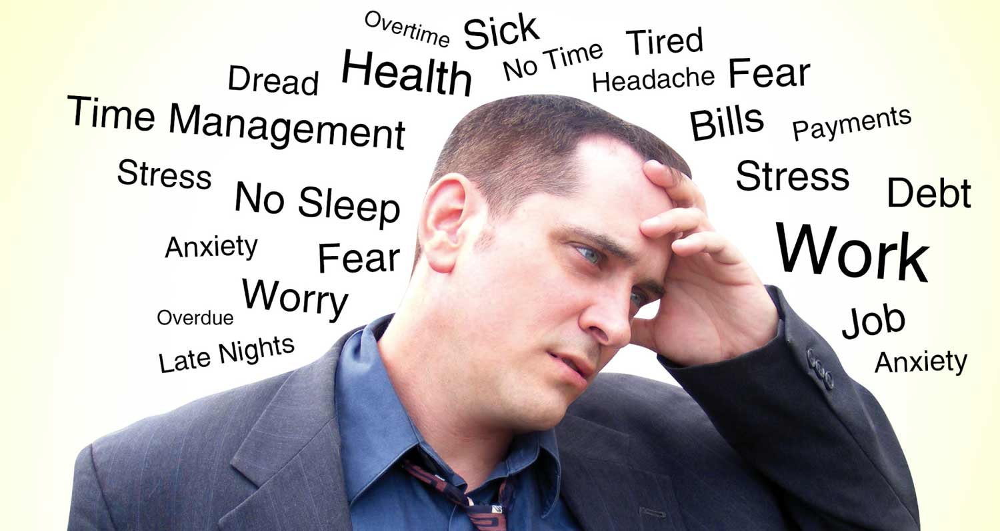 Overtime
Sick
No Time
Tired
Dread
Health
Headache
Fear
Time Management
Bills
Payments
Stress
No Sleep
Stress
Debt
Anxiety
Fear
Work
Worry
Overdue
Job
Late Nights
Anxiety